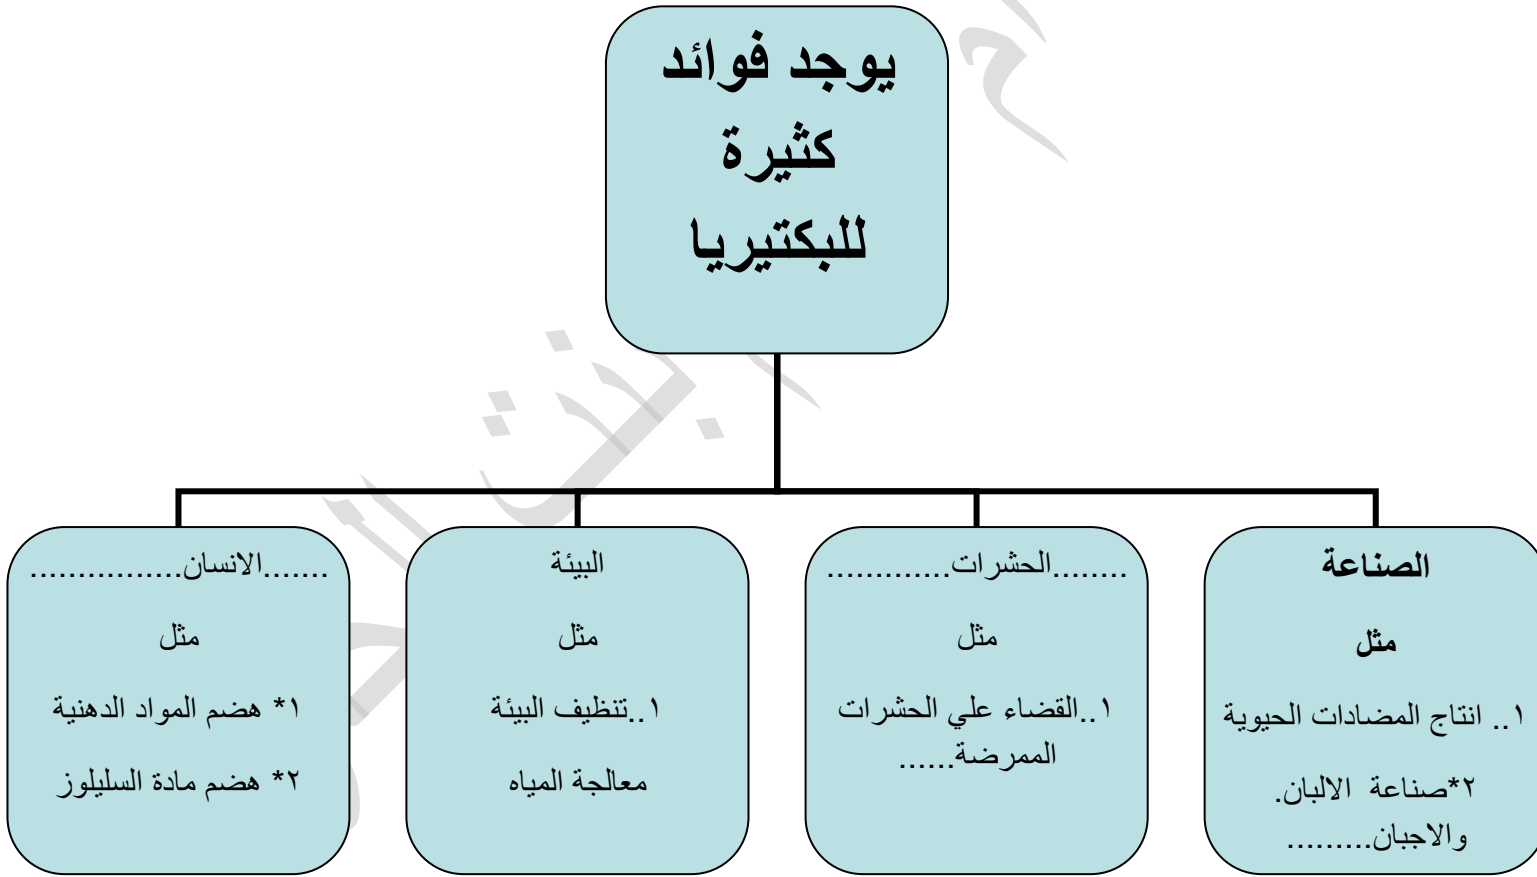 يوجد فوائد
كثيرة
للبكتيريا
الصناعة
مثل
١.. انتاج المضادات الحيوية
٢*صناعة الالبان.
والاجبان.........
........الحشرات.............
مثل
١..القضاء علي الحشرات
الممرضة......
البيئة
مثل
١..تنظيف البيئة
معالجة المياه
.......الانسان................
مثل
١* هضم المواد الدهنية
٢* هضم مادة السليلوز